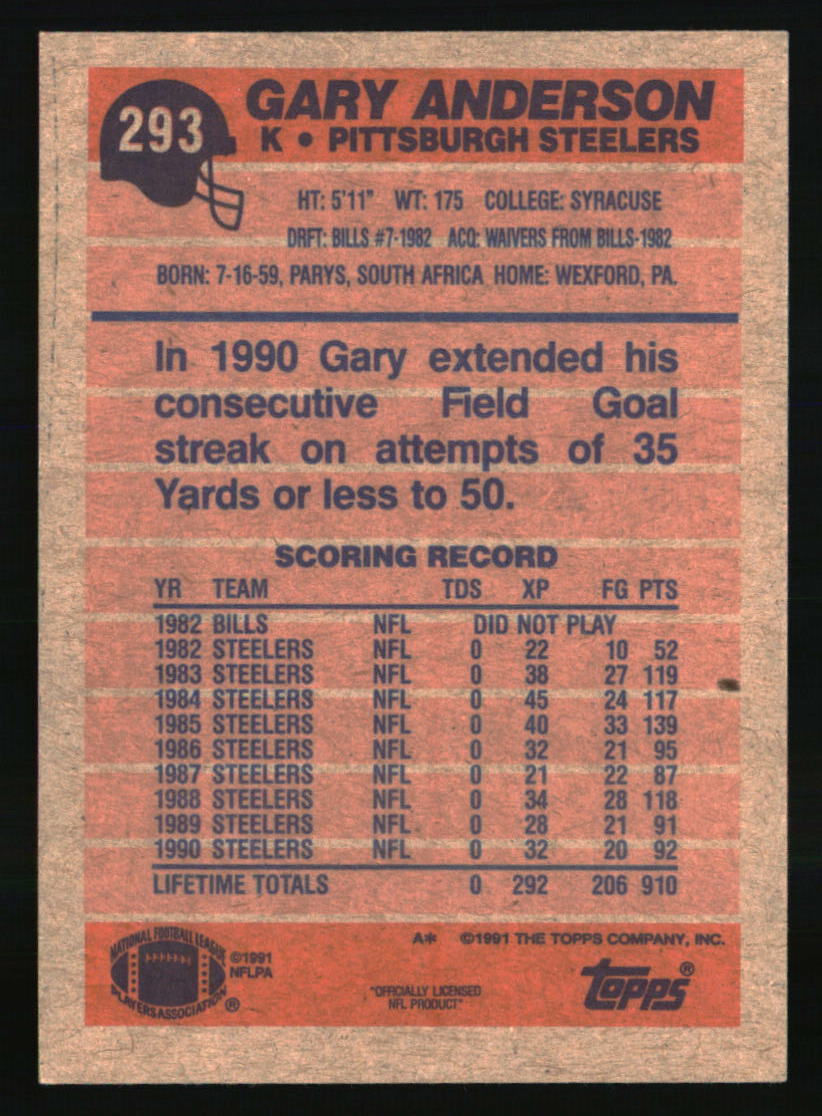 293
GARY ANDERSON
K • PITTSBURGH STEELERS
HT: 5'11" WT: 175 COLLEGE: SYRACUSE
DRFT: BILLS #7-1982 ACQ: WAIVERS FROM BILLS-1982
BORN: 7-16-59, PARYS, SOUTH AFRICA HOME: WEXFORD, PA.
In 1990 Gary extended his
consecutive Field Goal
streak on attempts of 35
Yards or less to 50.
SCORING RECORD
YR TEAM TDS XP FG PTS
1982 BILLS NFL DID NOT PLAY
1982 STEELERS NFL 0 22 10 52
1983 STEELERS NFL 0 38 27 119
1984 STEELERS NFL 0 45 24 117
1985 STEELERS NFL 0 40 33 139
1986 STEELERS NFL 0 32 21 95
1987 STEELERS NFL 0 21 22 87
1988 STEELERS NFL 0 34 28 118
1989 STEELERS NFL 0 28 21 91
1990 STEELERS NFL 0 32 20 92
LIFETIME TOTALS 0 292 206 910
A* ©1991 THE TOPPS COMPANY, INC.
NATIONAL FOOTBALL LEAGUE
PLAYERS ASSOCIATION ®
©1991
NFLPA
"OFFICIALLY LICENSED
NFL PRODUCT"
topps®